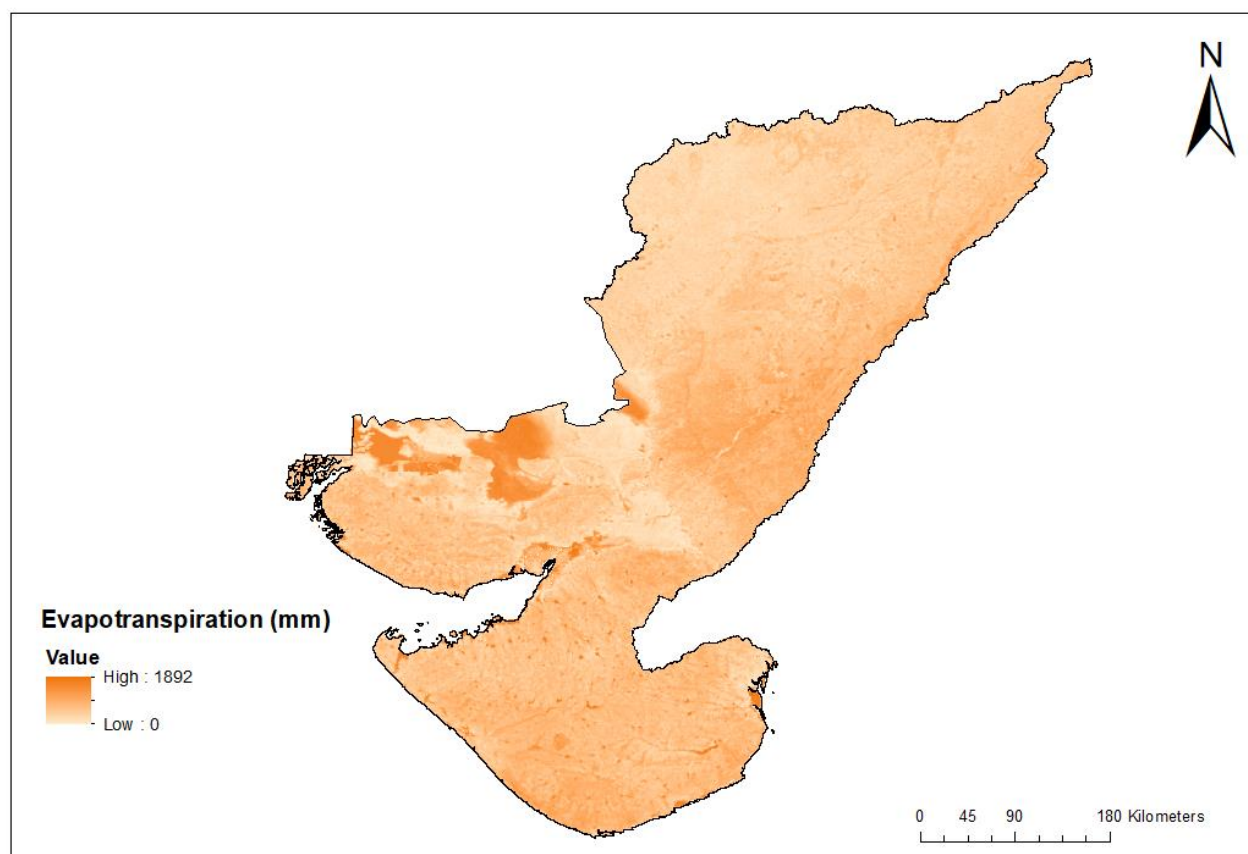 N
Evapotranspiration (mm)
Value
High : 1892
Low : 0
0 45 90 180 Kilometers